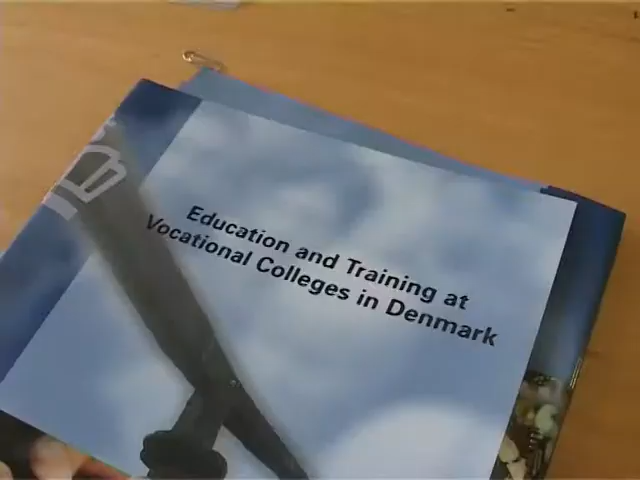 Education and Training at
Vocational Colleges in Denmark